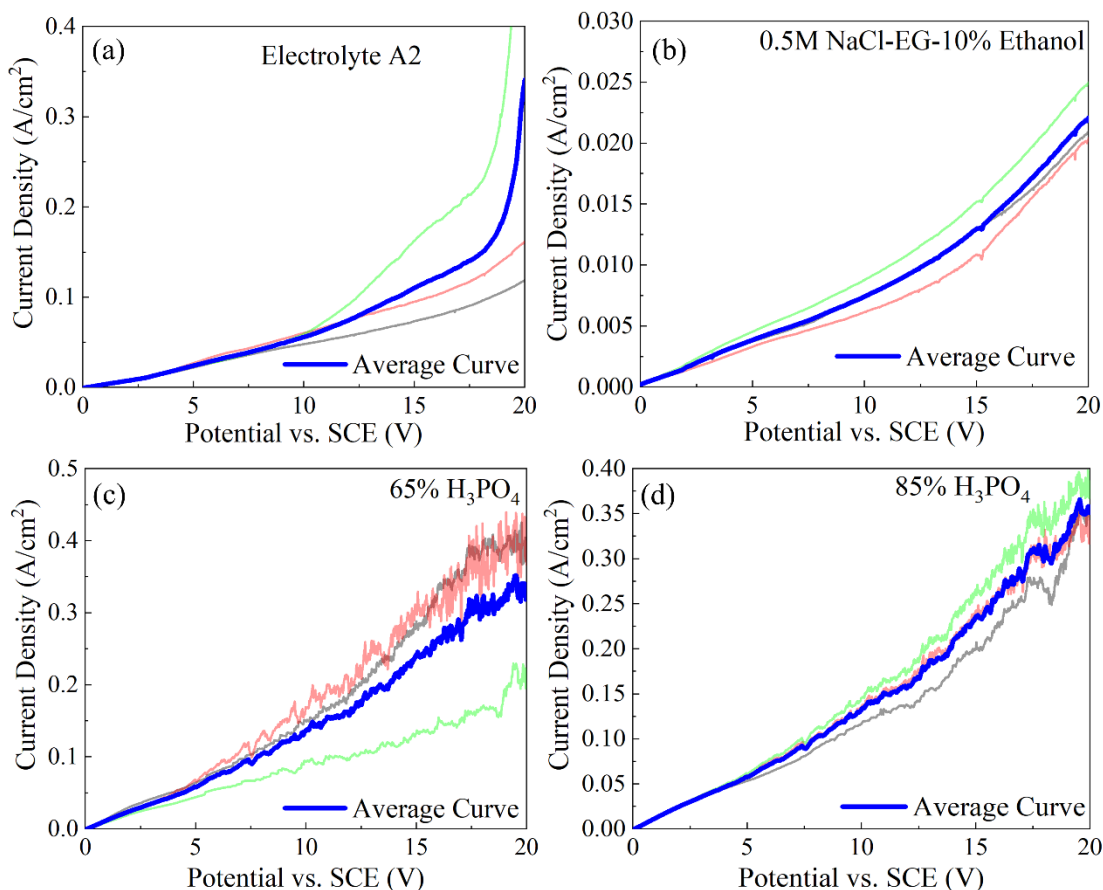 (a)
Electrolyte A2
0.4
0.3
0.2
0.1
0.0
Current Density (A/cm²)
Average Curve
0 5 10 15 20
Potential vs. SCE (V)
(b)
0.5M NaCl-EG-10% Ethanol
0.030
0.025
0.020
0.015
0.010
0.005
0.000
Current Density (A/cm²)
Average Curve
0 5 10 15 20
Potential vs. SCE (V)
(c)
65% H₃PO₄
0.5
0.4
0.3
0.2
0.1
0.0
Current Density (A/cm²)
Average Curve
0 5 10 15 20
Potential vs. SCE (V)
(d)
85% H₃PO₄
0.40
0.35
0.30
0.25
0.20
0.15
0.10
0.05
0.00
Current Density (A/cm²)
Average Curve
0 5 10 15 20
Potential vs. SCE (V)